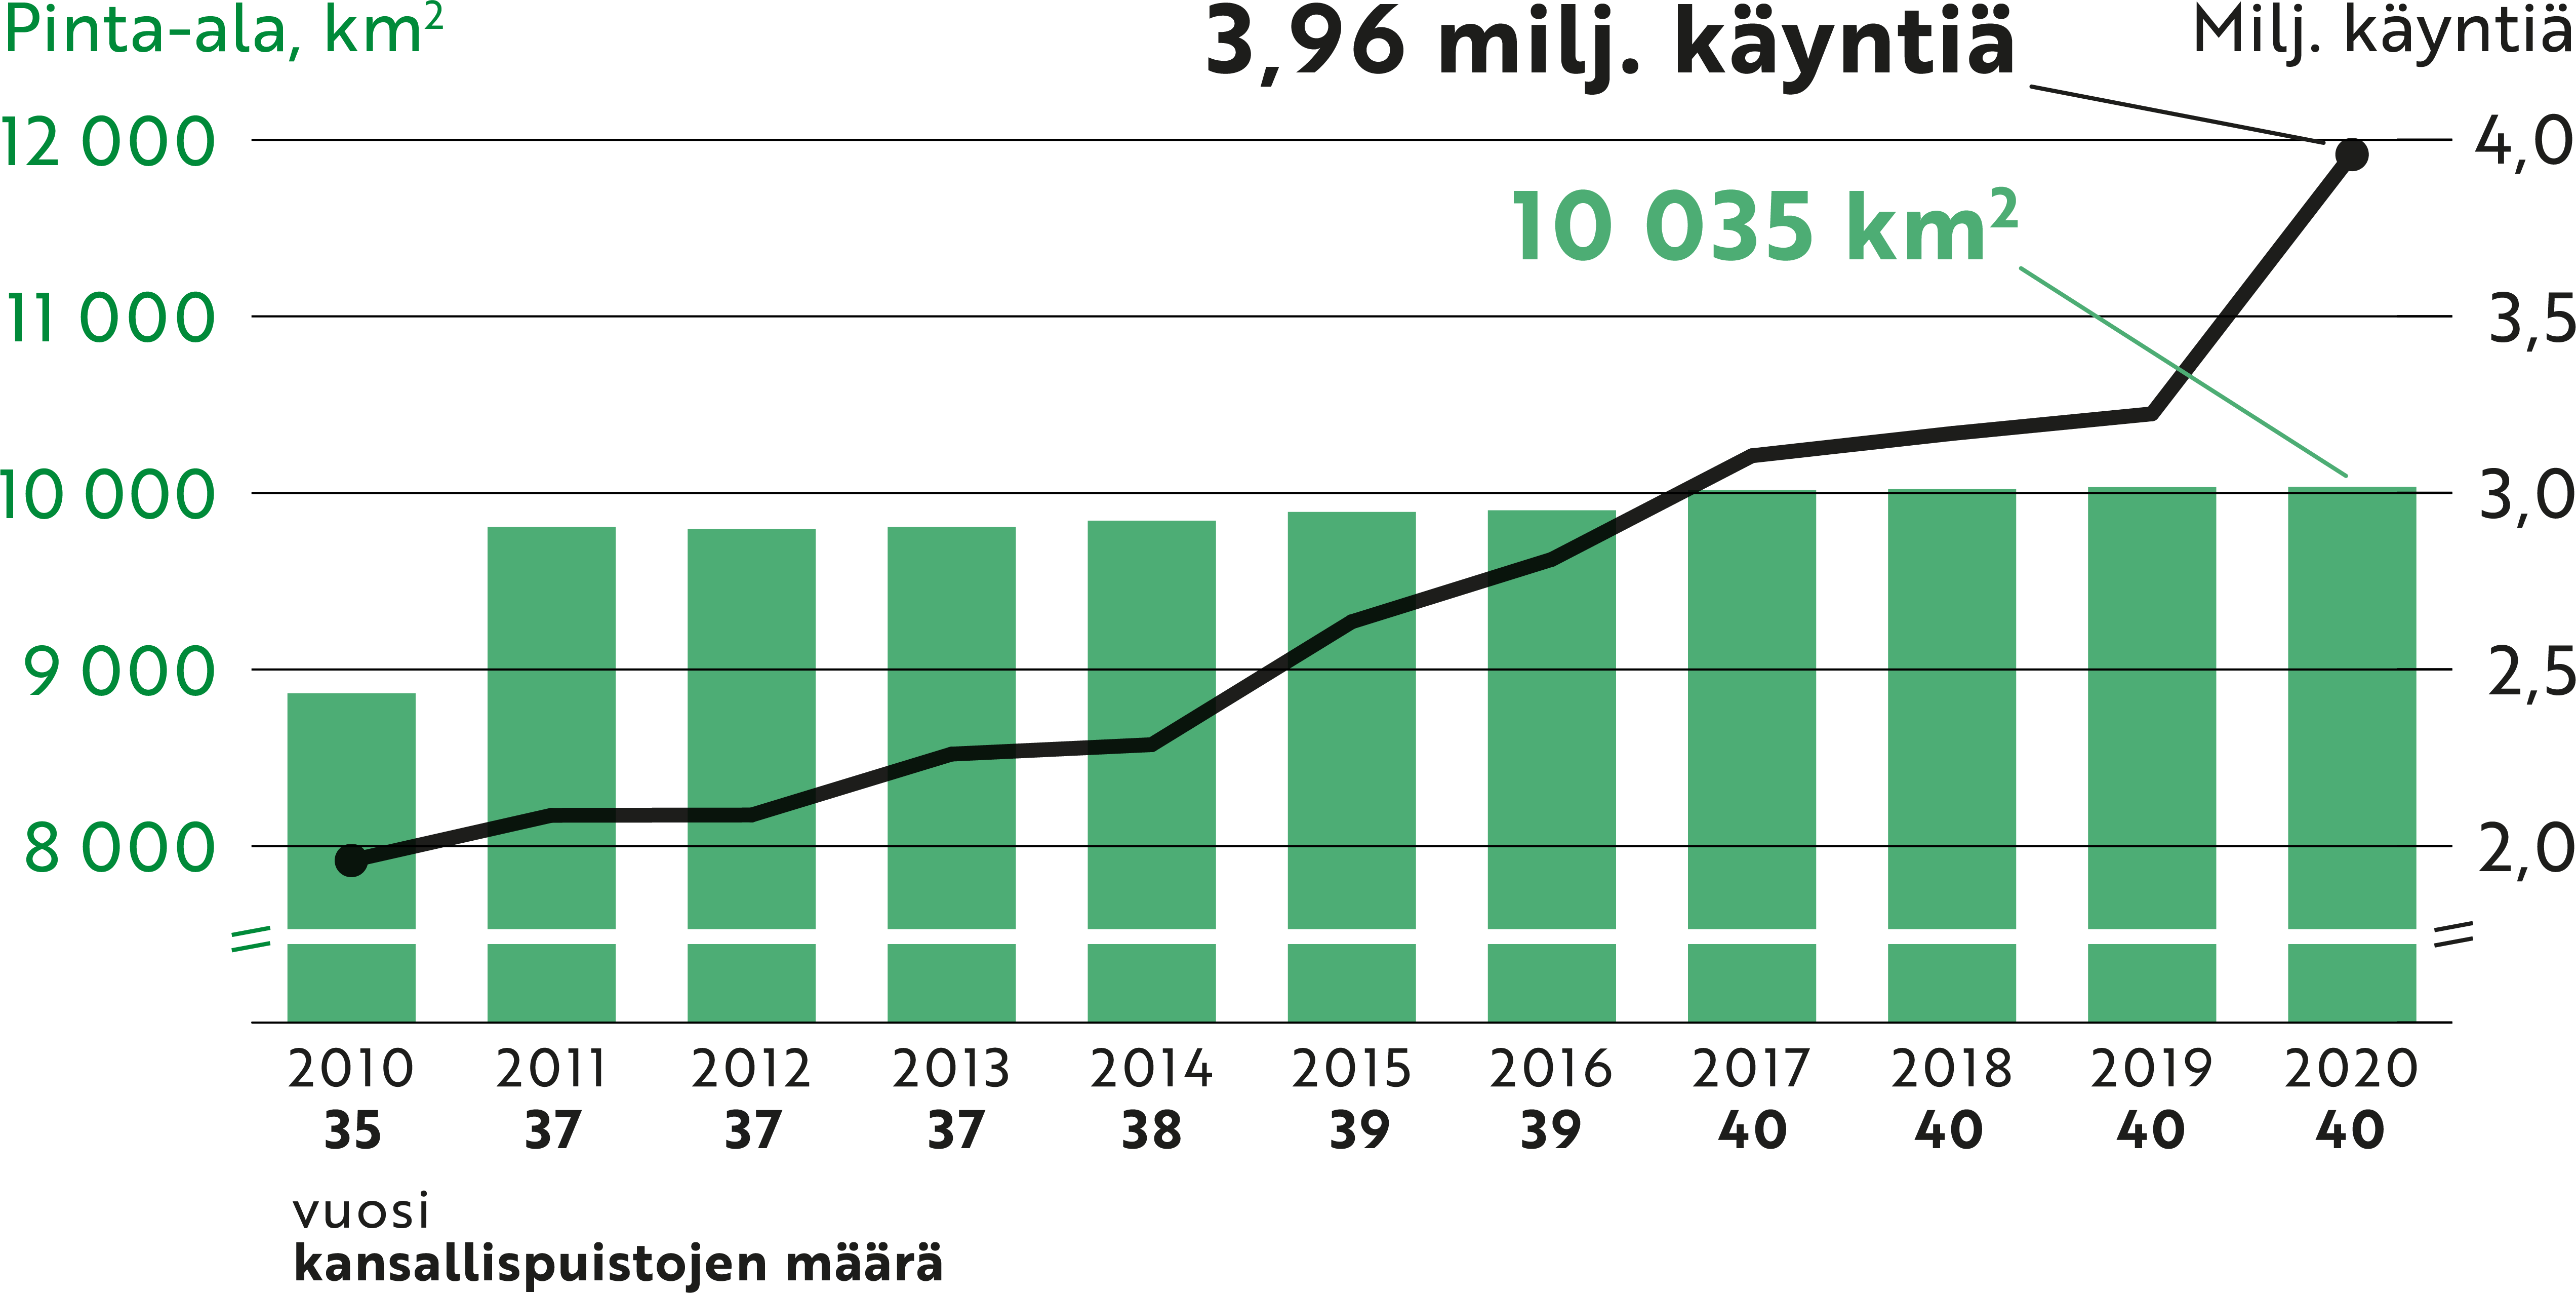 Pinta-ala, km²
3,96 milj. käyntiä
Milj. käyntiä
12 000
4,0
10 035 km²
11 000
3,5
10 000
3,0
9 000
2,5
8 000
2,0
2010 2011 2012 2013 2014 2015 2016 2017 2018 2019 2020
35 37 37 37 38 39 39 40 40 40 40
vuosi
kansallispuistojen määrä